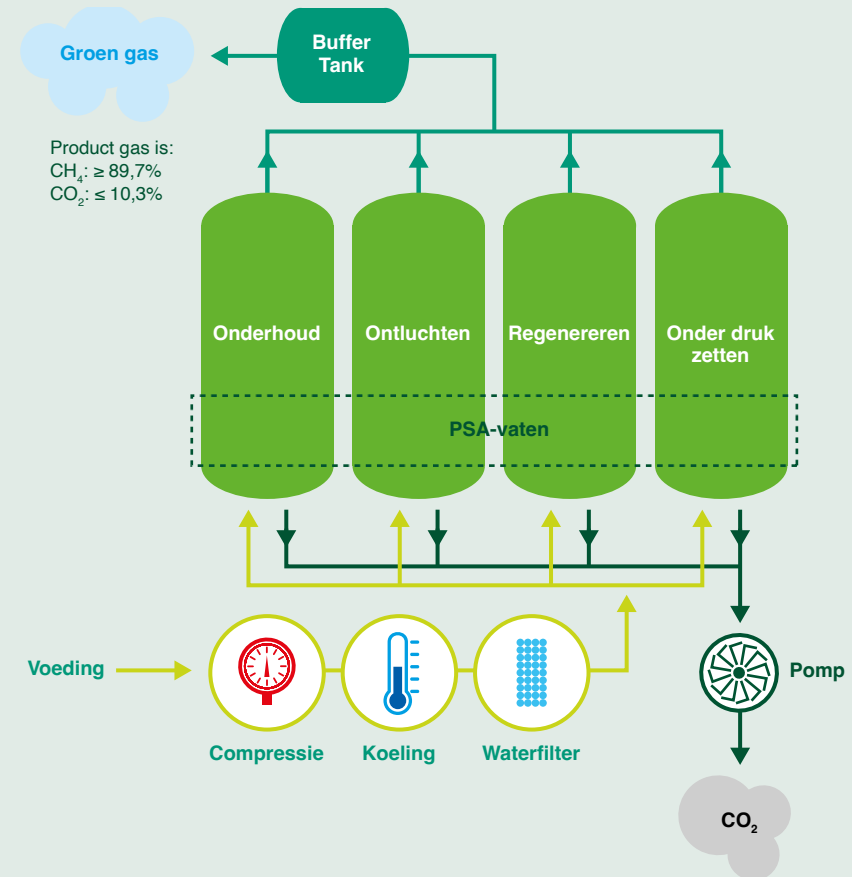 Groen gas
Buffer
Tank
Product gas is:
CH₄: ≥ 89,7%
CO₂: ≤ 10,3%
Onderhoud
Ontluchten
Regenereren
Onder druk
zetten
PSA-vaten
Voeding
Compressie
Koeling
Waterfilter
Pomp
CO₂